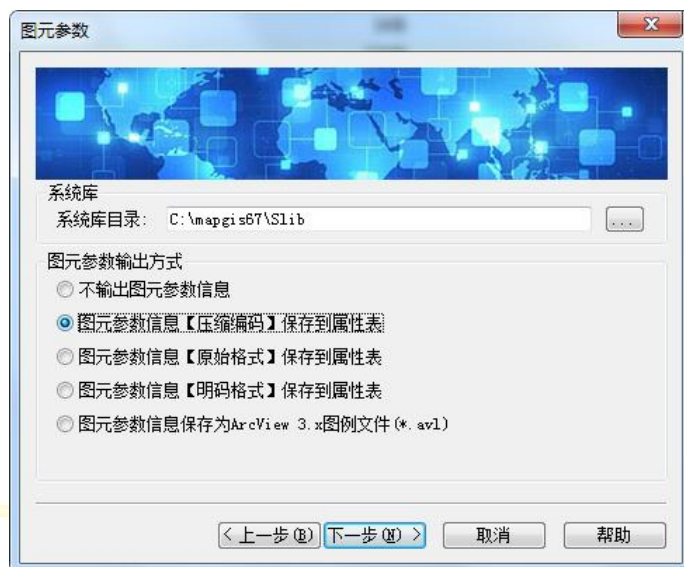 图元参数
系统库
系统库目录: C:\mapgis67\Slib ...
图元参数输出方式
不输出图元参数信息
图元参数信息【压缩编码】保存到属性表
图元参数信息【原始格式】保存到属性表
图元参数信息【明码格式】保存到属性表
图元参数信息保存为ArcView 3.x图例文件(*.avl)
< 上一步(B) 下一步(N) > 取消 帮助